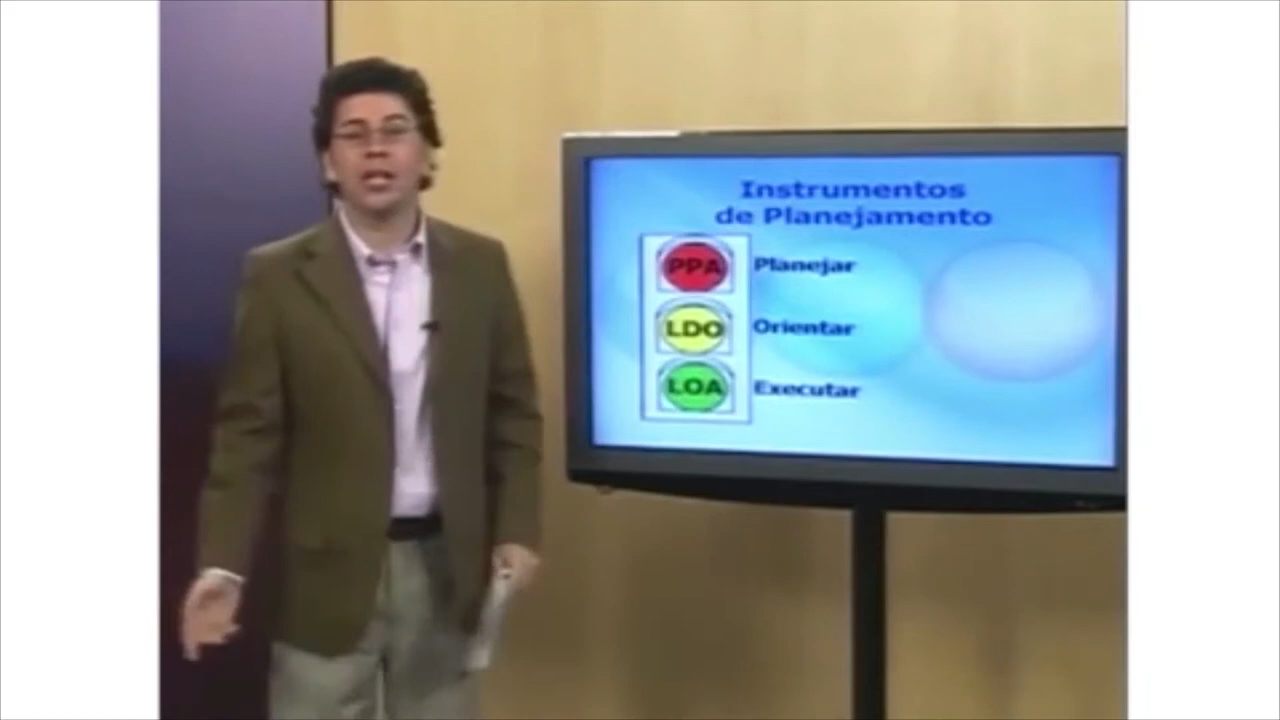 Instrumentos
de Planejamento
PPA Planejar
LDO Orientar
LOA Executar